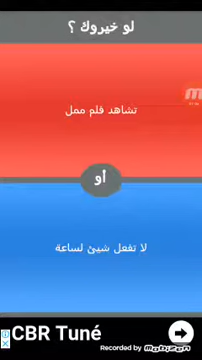 لو خيروك ؟
تشاهد فلم ممل
أو
لا تفعل شيئ لساعة
CBR Tuné
Recorded by Mobizen